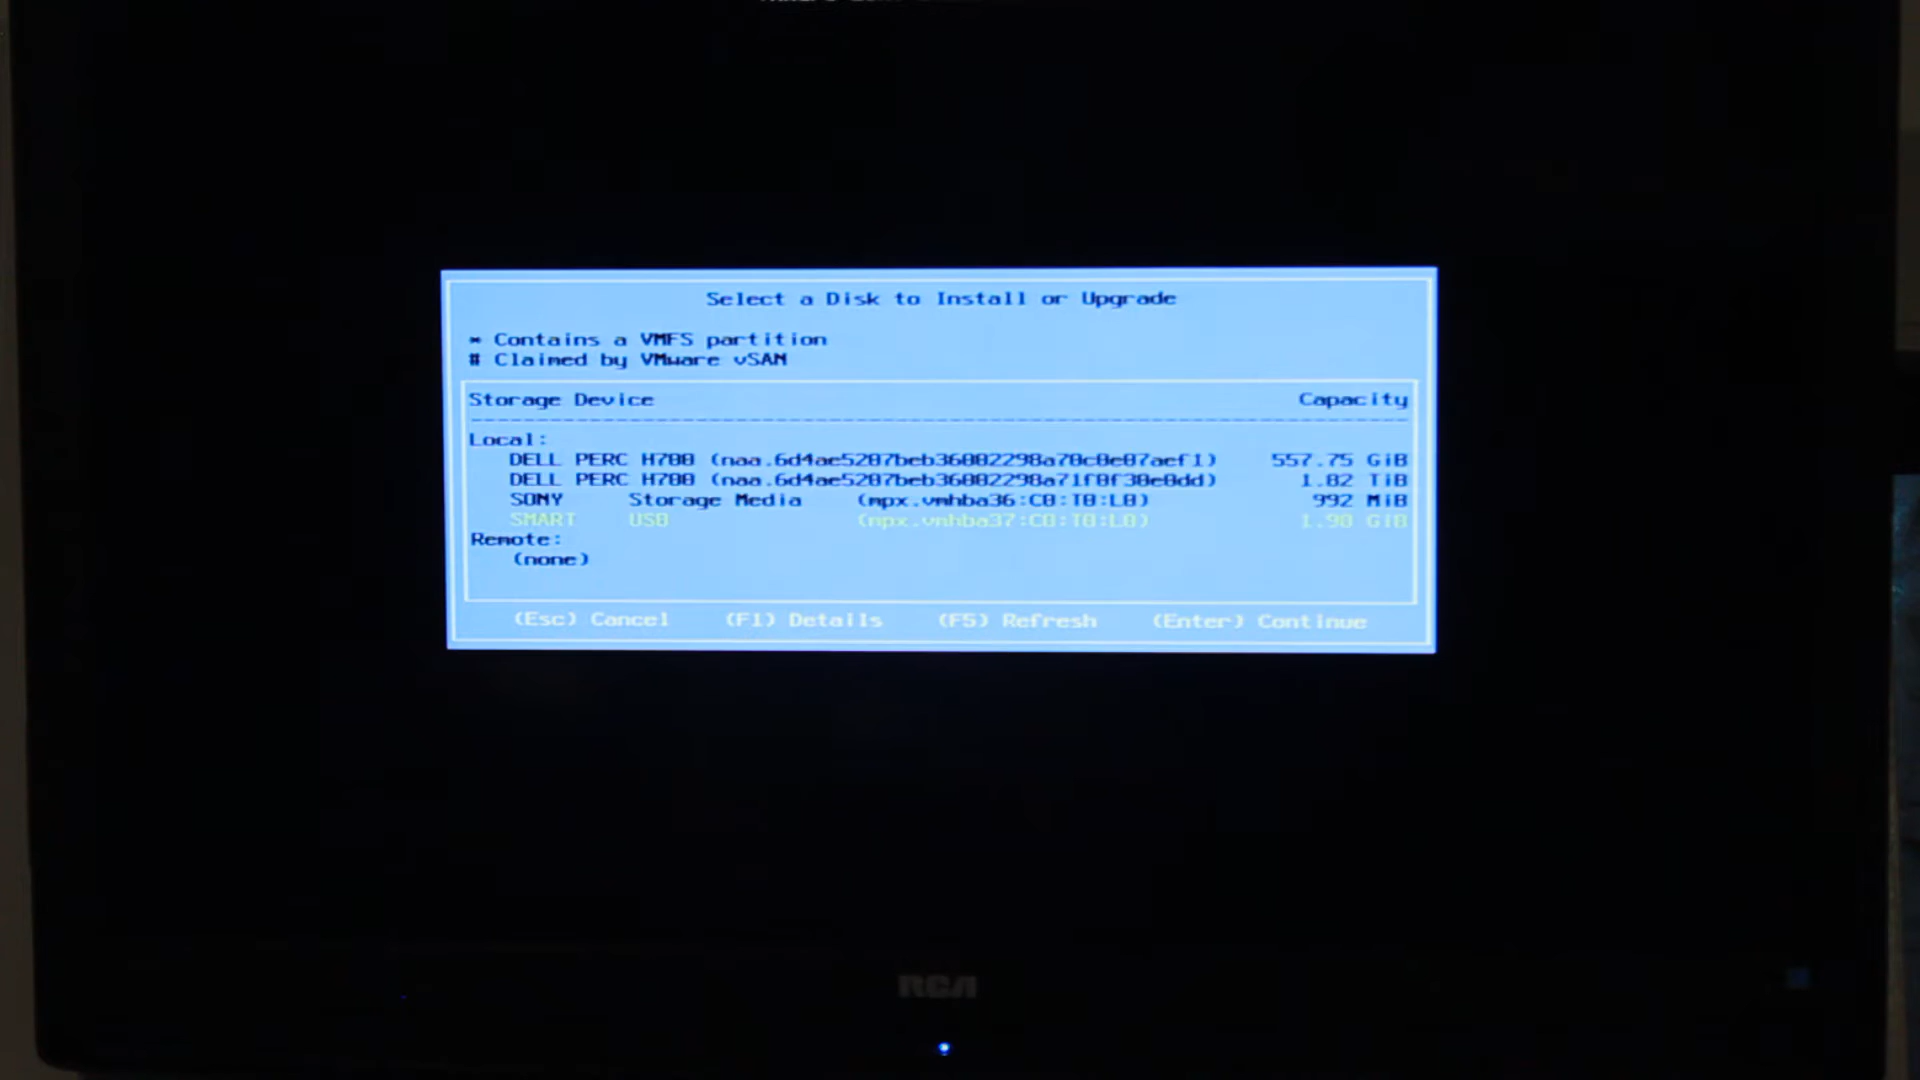 Select a Disk to Install or Upgrade
* Contains a VMFS partition
# Claimed by VMware vSAN
Storage Device Capacity
Local:
DELL PERC H700 (naa.6d4ae5207beb36002298a70c0e07aef1) 557.75 GiB
DELL PERC H700 (naa.6d4ae5207beb36002298a71f0f30e0dd) 1.82 TiB
SONY Storage Media (mpx.vmhba36:C0:T0:L0) 992 MiB
SMART USB (mpx.vmhba37:C0:T0:L0) 1.90 GiB
Remote:
(none)
(Esc) Cancel (F1) Details (F5) Refresh (Enter) Continue
RCA